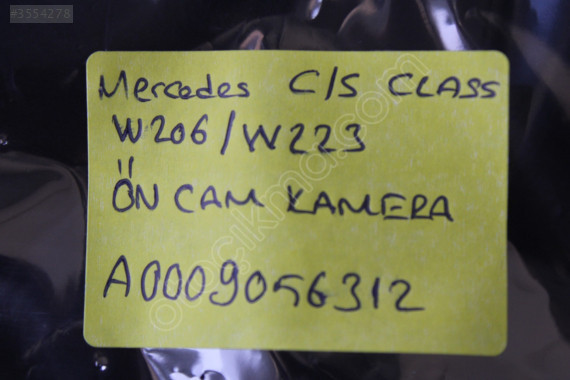 #3554278
Mercedes C/S CLASS
W206/W223
ÖN CAM KAMERA
A0009056312